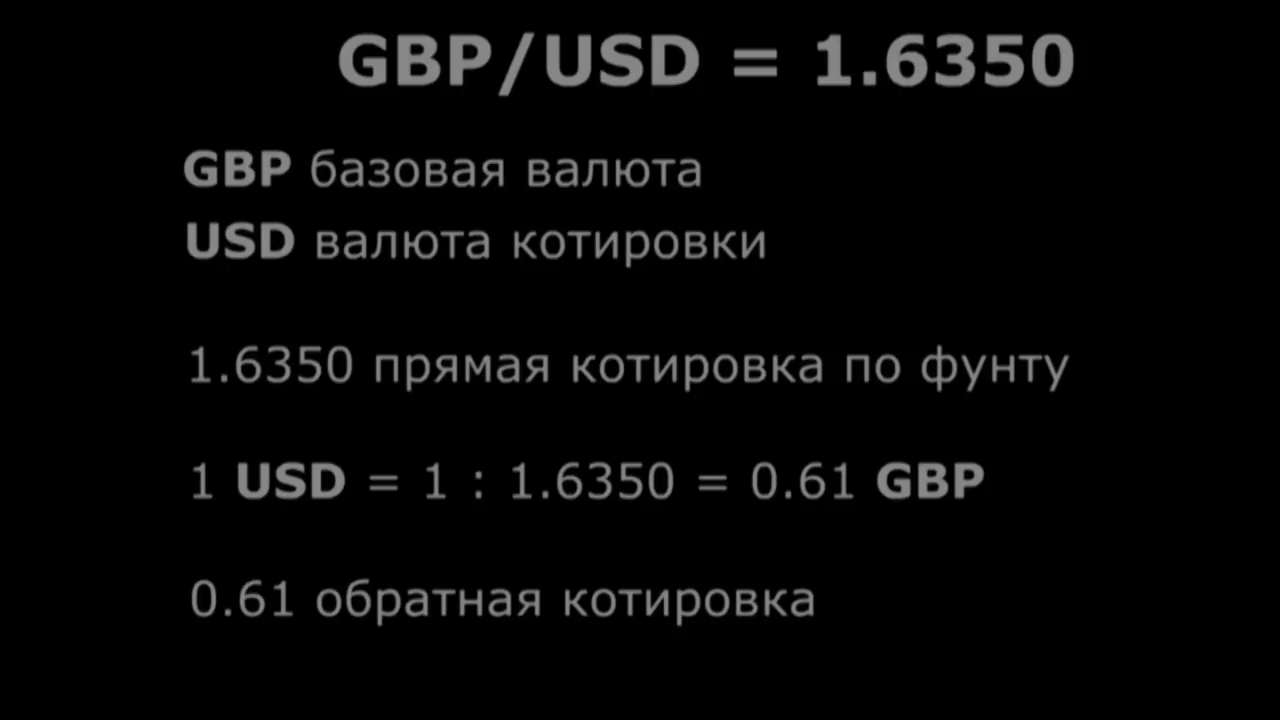 GBP/USD = 1.6350
GBP базовая валюта
USD валюта котировки
1.6350 прямая котировка по фунту
1 USD = 1 : 1.6350 = 0.61 GBP
0.61 обратная котировка